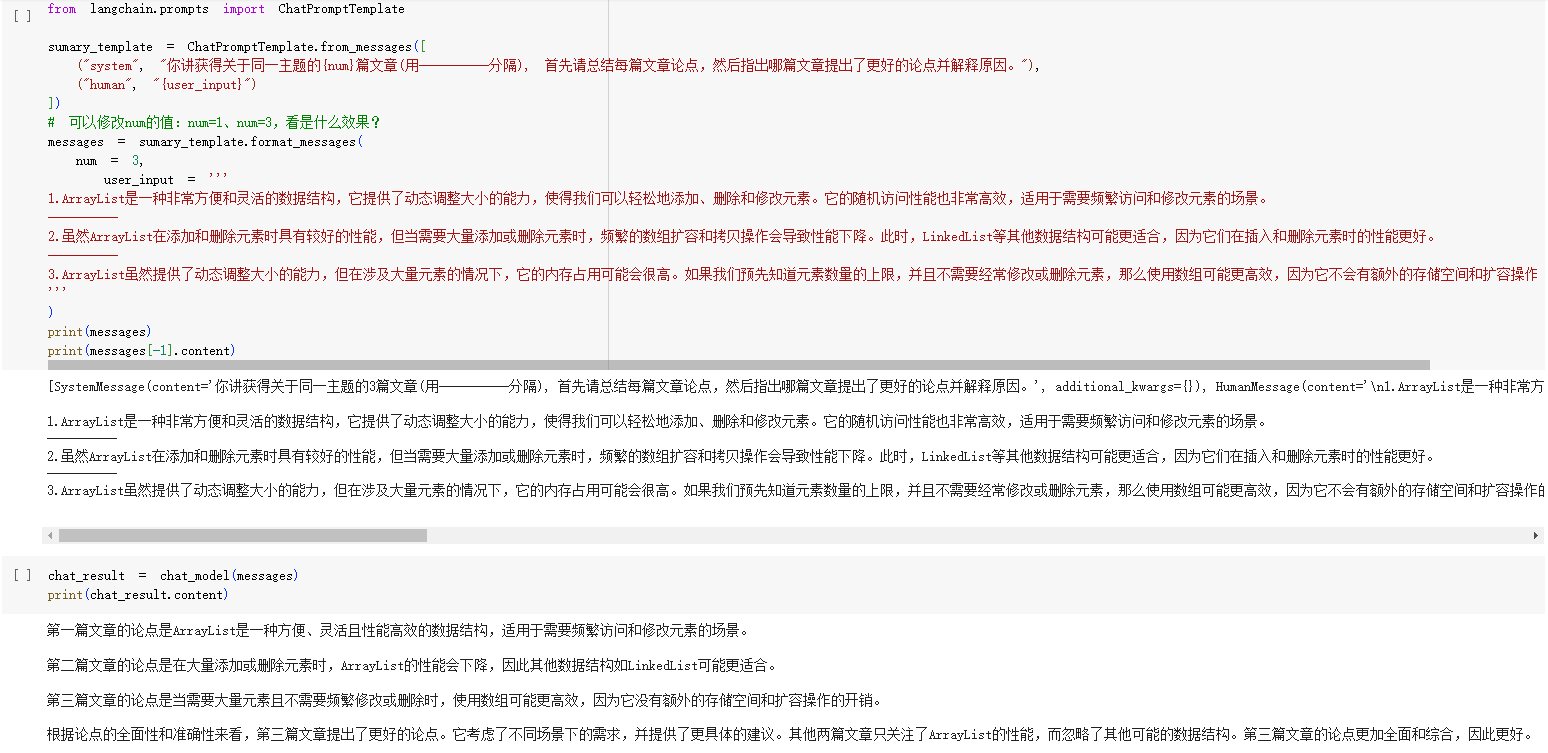 [ ]
from langchain.prompts import ChatPromptTemplate
sumary_template = ChatPromptTemplate.from_messages([
("system", "你讲获得关于同一主题的{num}篇文章(用——————————分隔), 首先请总结每篇文章论点，然后指出哪篇文章提出了更好的论点并解释原因。"),
("human", "{user_input}")
])
# 可以修改num的值：num=1、num=3，看是什么效果？
messages = sumary_template.format_messages(
num = 3,
user_input = '''
1.ArrayList是一种非常方便和灵活的数据结构，它提供了动态调整大小的能力，使得我们可以轻松地添加、删除和修改元素。它的随机访问性能也非常高效，适用于需要频繁访问和修改元素的场景。
——————————
2.虽然ArrayList在添加和删除元素时具有较好的性能，但当需要大量添加或删除元素时，频繁的数组扩容和拷贝操作会导致性能下降。此时，LinkedList等其他数据结构可能更适合，因为它们在插入和删除元素时的性能更好。
——————————
3.ArrayList虽然提供了动态调整大小的能力，但在涉及大量元素的情况下，它的内存占用可能会很高。如果我们预先知道元素数量的上限，并且不需要经常修改或删除元素，那么使用数组可能更高效，因为它不会有额外的存储空间和扩容操作
'''
)
print(messages)
print(messages[-1].content)
[SystemMessage(content='你讲获得关于同一主题的3篇文章(用——————————分隔), 首先请总结每篇文章论点，然后指出哪篇文章提出了更好的论点并解释原因。', additional_kwargs={}), HumanMessage(content='\n1.ArrayList是一种非常方
1.ArrayList是一种非常方便和灵活的数据结构，它提供了动态调整大小的能力，使得我们可以轻松地添加、删除和修改元素。它的随机访问性能也非常高效，适用于需要频繁访问和修改元素的场景。
——————————
2.虽然ArrayList在添加和删除元素时具有较好的性能，但当需要大量添加或删除元素时，频繁的数组扩容和拷贝操作会导致性能下降。此时，LinkedList等其他数据结构可能更适合，因为它们在插入和删除元素时的性能更好。
——————————
3.ArrayList虽然提供了动态调整大小的能力，但在涉及大量元素的情况下，它的内存占用可能会很高。如果我们预先知道元素数量的上限，并且不需要经常修改或删除元素，那么使用数组可能更高效，因为它不会有额外的存储空间和扩容操作的
[ ]
chat_result = chat_model(messages)
print(chat_result.content)
第一篇文章的论点是ArrayList是一种方便、灵活且性能高效的数据结构，适用于需要频繁访问和修改元素的场景。
第二篇文章的论点是在大量添加或删除元素时，ArrayList的性能会下降，因此其他数据结构如LinkedList可能更适合。
第三篇文章的论点是当需要大量元素且不需要频繁修改或删除时，使用数组可能更高效，因为它没有额外的存储空间和扩容操作的开销。
根据论点的全面性和准确性来看，第三篇文章提出了更好的论点。它考虑了不同场景下的需求，并提供了更具体的建议。其他两篇文章只关注了ArrayList的性能，而忽略了其他可能的数据结构。第三篇文章的论点更加全面和综合，因此更好。